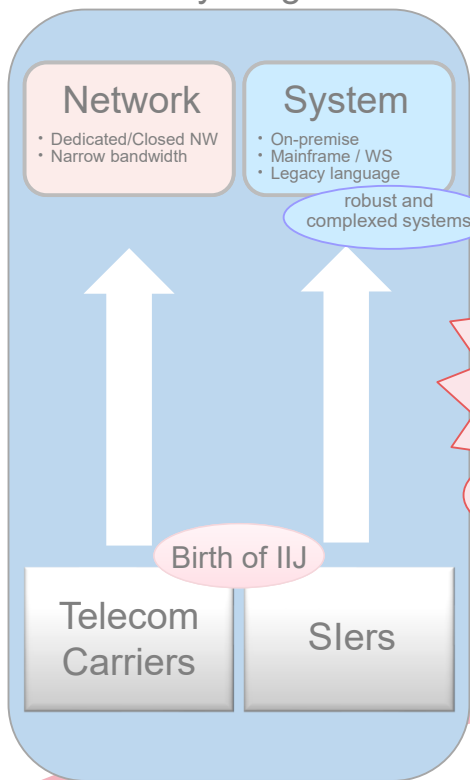 Network
・Dedicated/Closed NW
・Narrow bandwidth
System
・On-premise
・Mainframe / WS
・Legacy language
robust and
complexed systems
Birth of IIJ
Telecom
Carriers
SIers